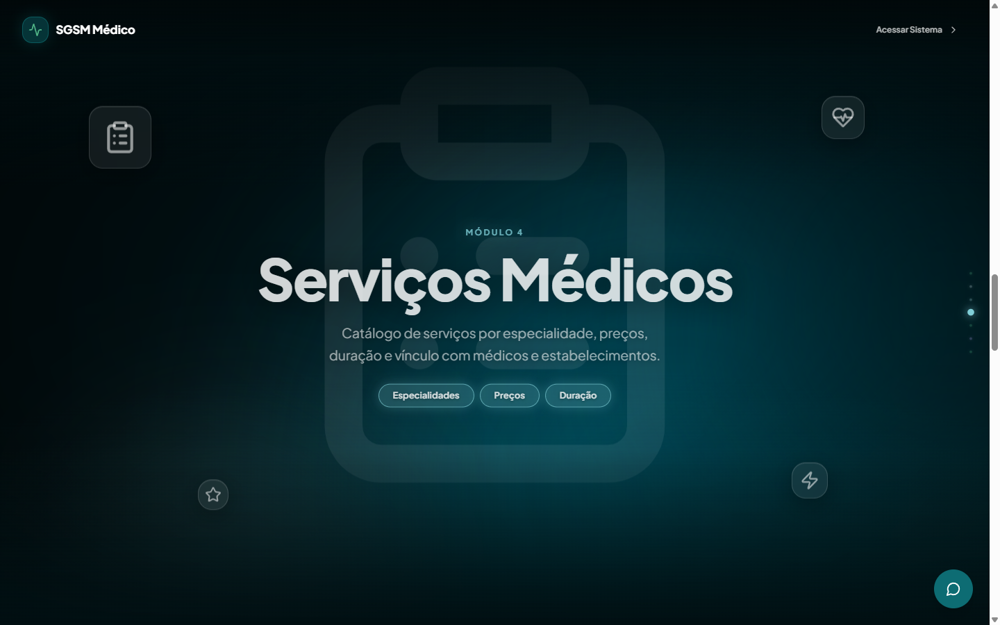 SGSM Médico
Acessar Sistema
MÓDULO 4
Serviços Médicos
Catálogo de serviços por especialidade, preços,
duração e vínculo com médicos e estabelecimentos.
Especialidades
Preços
Duração